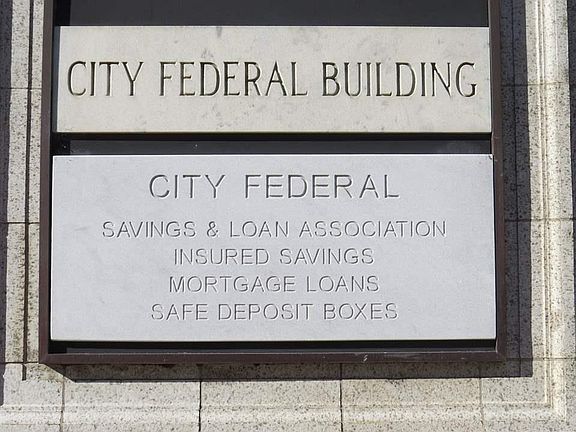 CITY FEDERAL BUILDING
CITY FEDERAL
SAVINGS & LOAN ASSOCIATION
INSURED SAVINGS
MORTGAGE LOANS
SAFE DEPOSIT BOXES